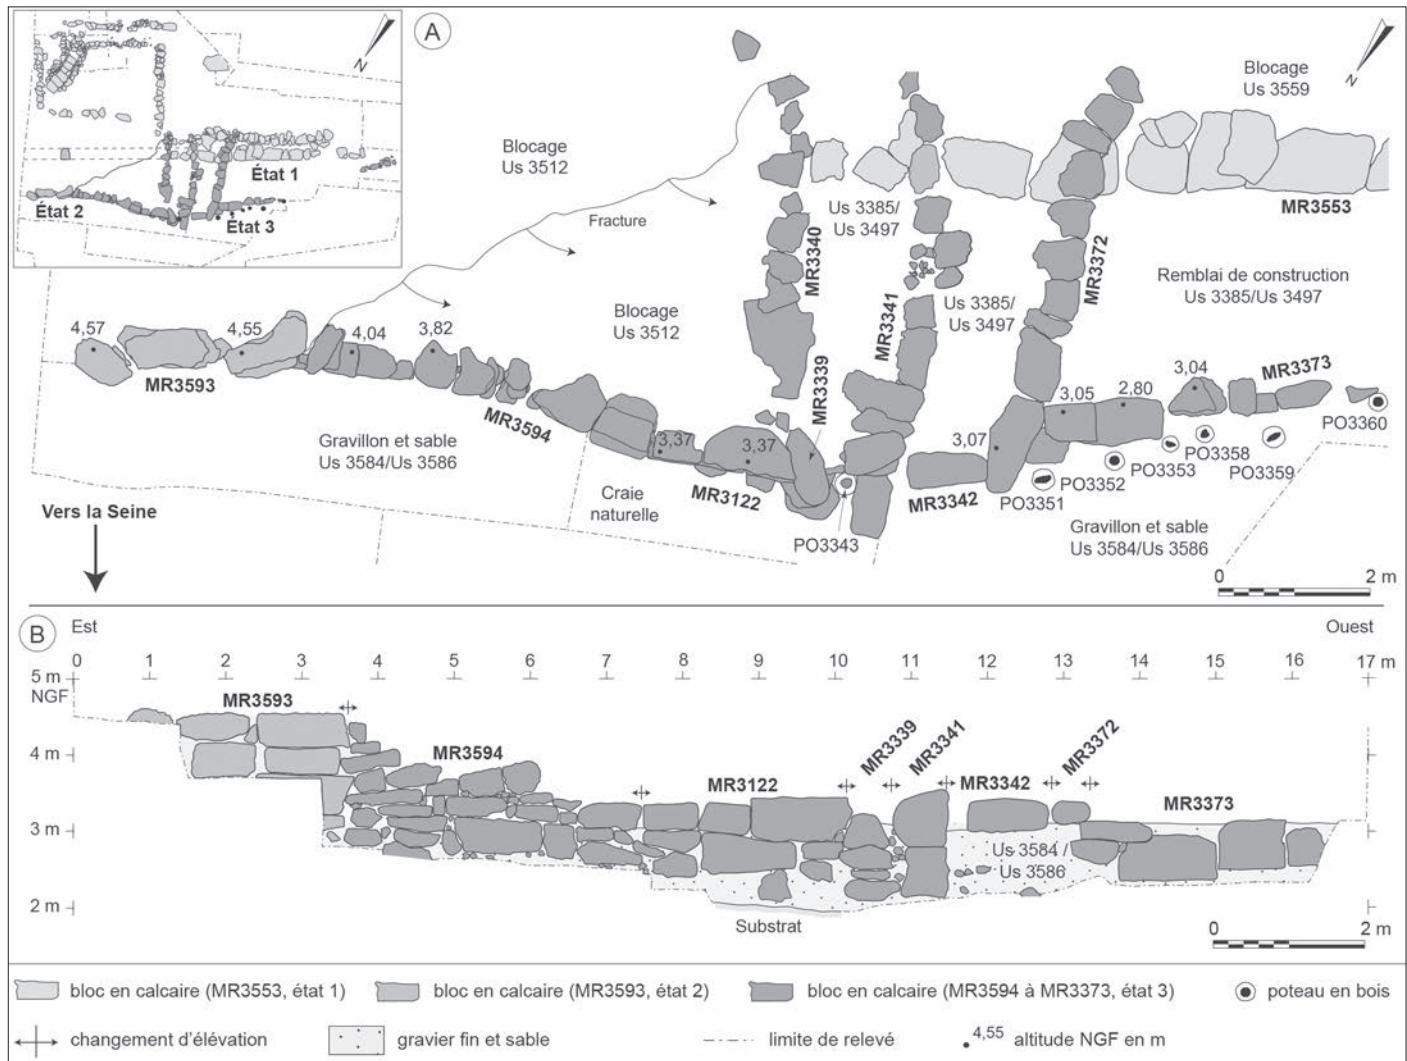 A
N
État 1
État 2
État 3
N
Blocage
Us 3559
Blocage
Us 3512
Fracture
Us 3385/
Us 3497
MR3553
MR3340
MR3372
Remblai de construction
Us 3385/Us 3497
Blocage
Us 3512
MR3341
Us 3385/
Us 3497
4,57
4,55
4,04
3,82
MR3593
MR3339
3,04
MR3373
3,05
2,80
PO3360
MR3594
Gravillon et sable
Us 3584/Us 3586
3,37
3,37
3,07
PO3358
PO3353
PO3359
PO3352
PO3351
Craie
naturelle
MR3122
MR3342
PO3343
Vers la Seine
Gravillon et sable
Us 3584/Us 3586
0 2 m
B
Est
Ouest
0 1 2 3 4 5 6 7 8 9 10 11 12 13 14 15 16 17 m
5 m
NGF
MR3593
MR3594
MR3122
MR3339
MR3341
MR3342
MR3372
MR3373
4 m
3 m
2 m
Us 3584 /
3586
Substrat
0 2 m
bloc en calcaire (MR3553, état 1)
bloc en calcaire (MR3593, état 2)
bloc en calcaire (MR3594 à MR3373, état 3)
poteau en bois
changement d'élévation
gravier fin et sable
limite de relevé
4,55 altitude NGF en m